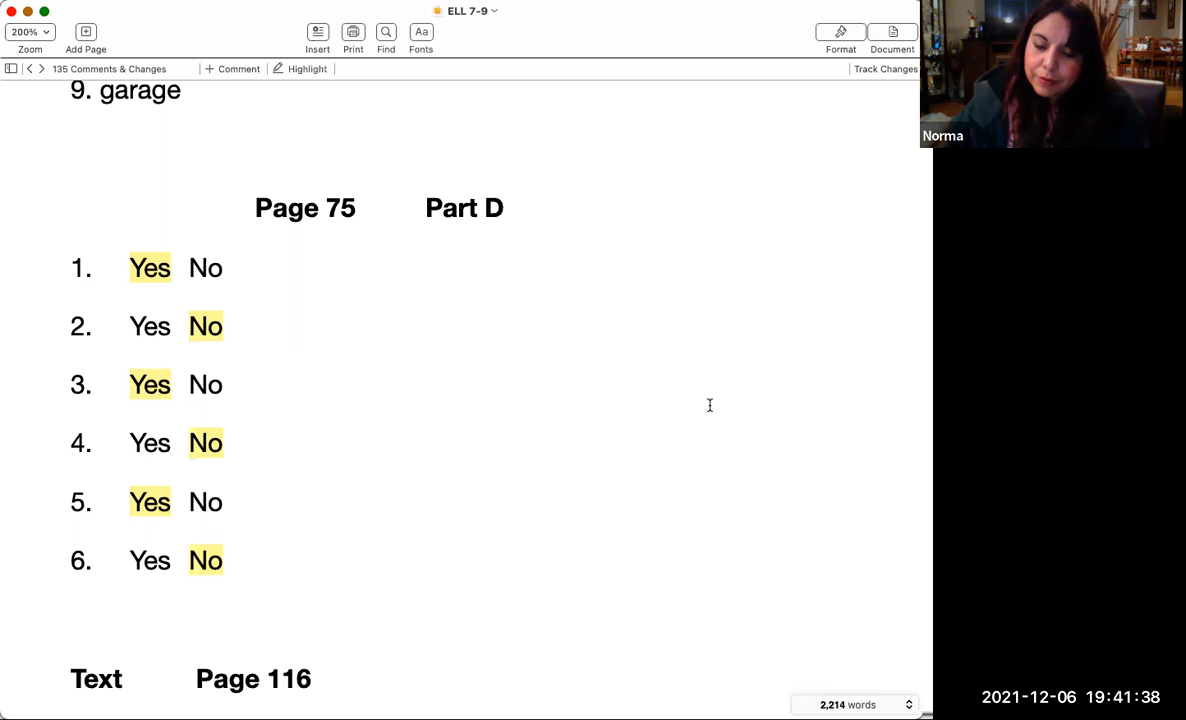 ELL 7-9
200%
Zoom
Add Page
Insert
Print
Find
Aa
Fonts
Format
Document
135 Comments & Changes
+ Comment
Highlight
Track Changes
Norma
9. garage
Page 75 Part D
1. Yes No
2. Yes No
3. Yes No
4. Yes No
5. Yes No
6. Yes No
Text Page 116
2,214 words
2021-12-06 19:41:38